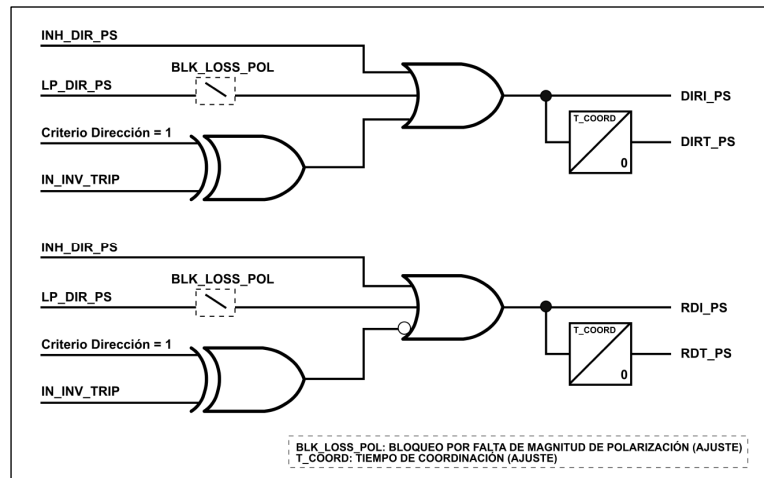 INH_DIR_PS
BLK_LOSS_POL
LP_DIR_PS
DIRI_PS
Criterio Dirección = 1
T_COORD
0
DIRT_PS
IN_INV_TRIP
INH_DIR_PS
BLK_LOSS_POL
LP_DIR_PS
RDI_PS
Criterio Dirección = 1
T_COORD
0
RDT_PS
IN_INV_TRIP
BLK_LOSS_POL: BLOQUEO POR FALTA DE MAGNITUD DE POLARIZACIÓN (AJUSTE)
T_COORD: TIEMPO DE COORDINACIÓN (AJUSTE)